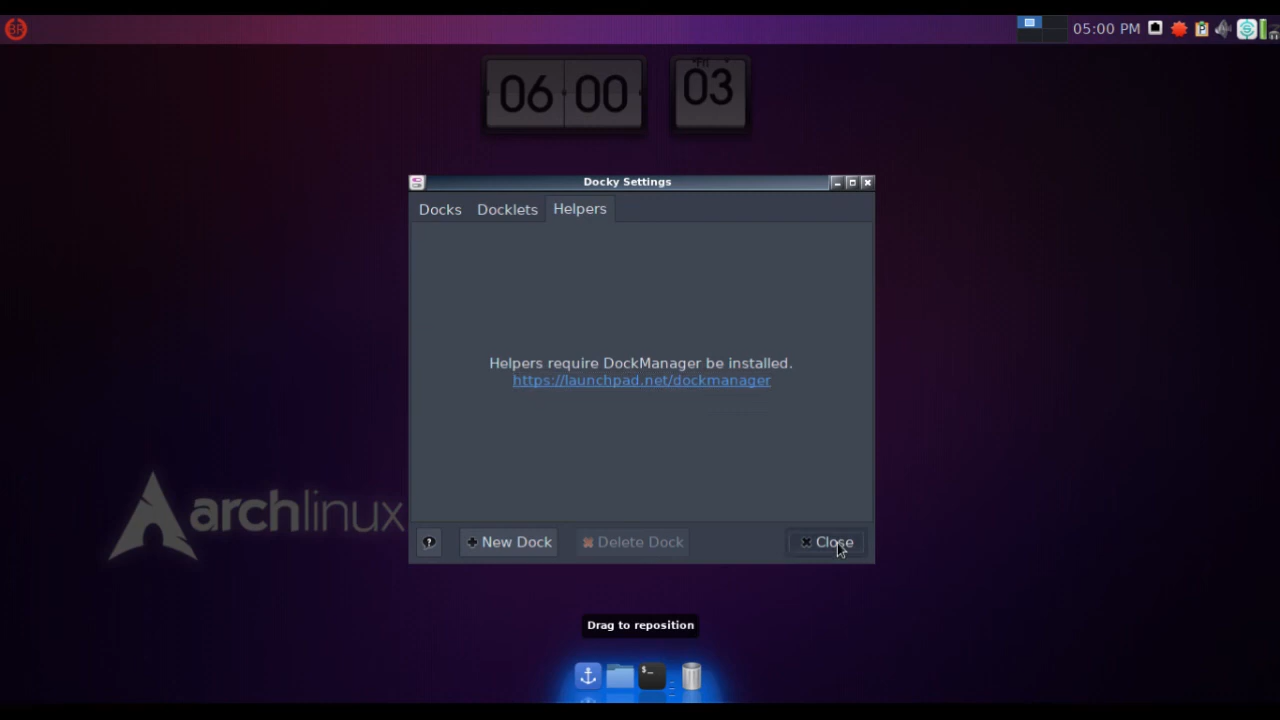 05:00 PM
06 00
Fri
03
Docky Settings
Docks Docklets Helpers
Helpers require DockManager be installed.
https://launchpad.net/dockmanager
archlinux
New Dock Delete Dock Close
Drag to reposition
$_